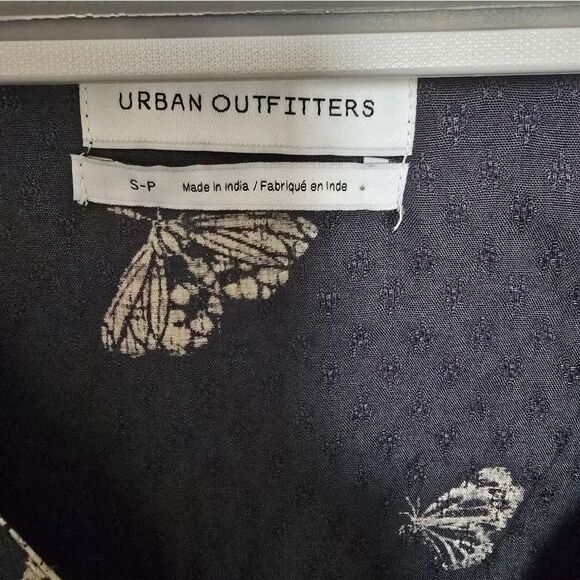 URBAN OUTFITTERS
S-P Made in India / Fabriqué en Inde